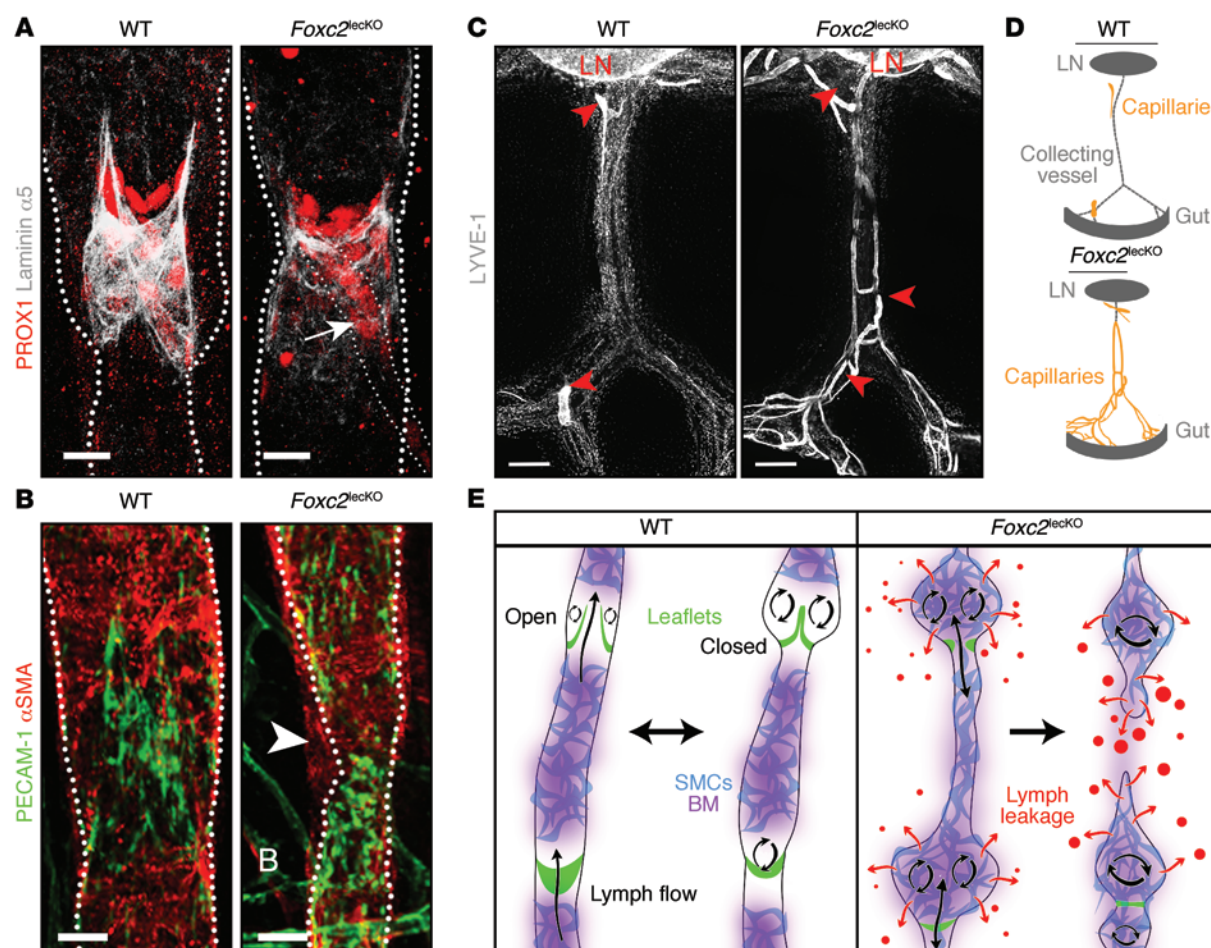 A
WT
Foxc2lecKO
PROX1 Laminin α5
B
WT
Foxc2lecKO
PECAM-1 αSMA
B
C
WT
Foxc2lecKO
LYVE-1
LN
LN
D
WT
LN
Capillarie
Collecting
vessel
Gut
Foxc2lecKO
LN
Capillaries
Gut
E
WT
Foxc2lecKO
Open
Leaflets
Closed
SMCs
BM
Lymph flow
Lymph
leakage